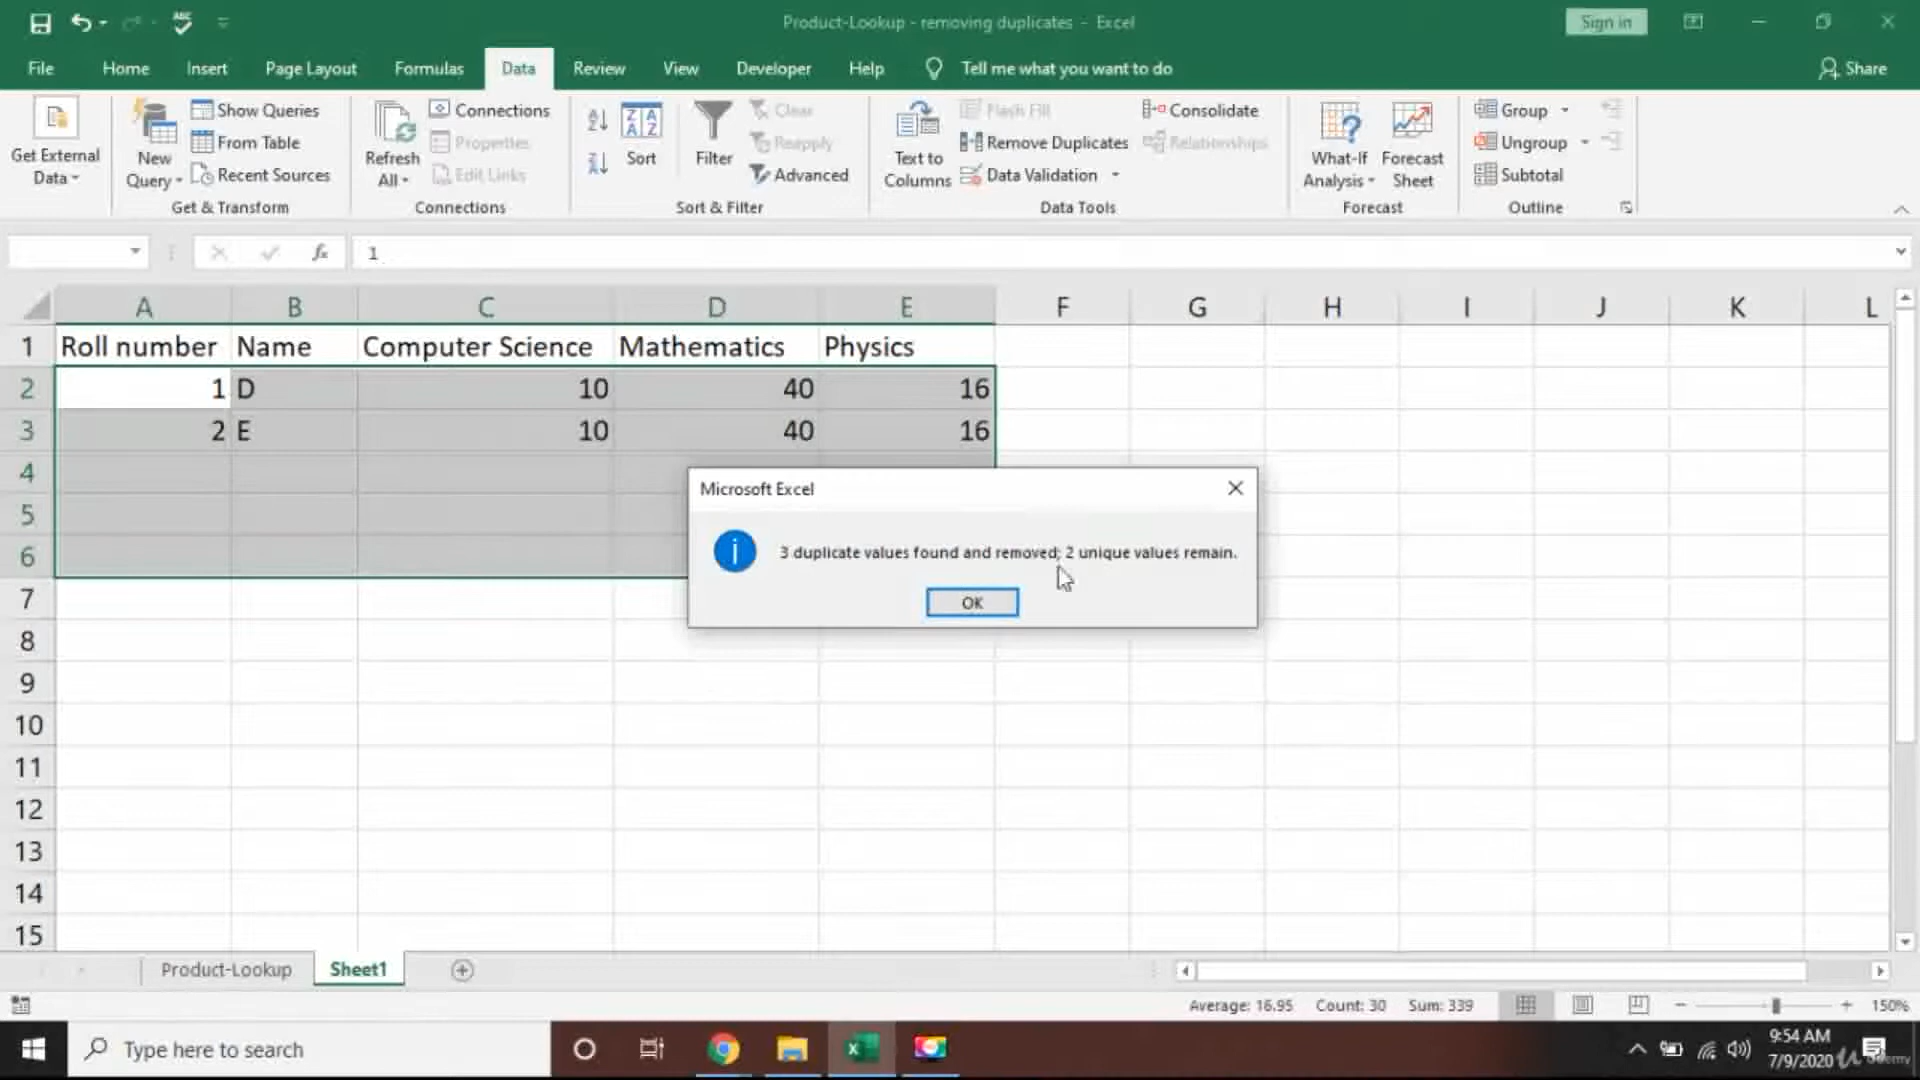 Product-Lookup - removing duplicates - Excel
Sign in
File Home Insert Page Layout Formulas Data Review View Developer Help Tell me what you want to do Share
Get External Data
New Query
Show Queries
From Table
Recent Sources
Get & Transform
Refresh All
Connections
Properties
Edit Links
Connections
Sort
Filter
Clear
Reapply
Advanced
Sort & Filter
Text to Columns
Flash Fill
Remove Duplicates
Data Validation
Consolidate
Relationships
Data Tools
What-If Analysis
Forecast Sheet
Forecast
Group
Ungroup
Subtotal
Outline
fx 1
A B C D E F G H I J K L
1 Roll number Name Computer Science Mathematics Physics
2 1 D 10 40 16
3 2 E 10 40 16
4
5
6
7
8
9
10
11
12
13
14
15
Microsoft Excel
3 duplicate values found and removed; 2 unique values remain.
OK
Product-Lookup Sheet1
Average: 16.95 Count: 30 Sum: 339 150%
Type here to search
9:54 AM
7/9/2020
Udemy